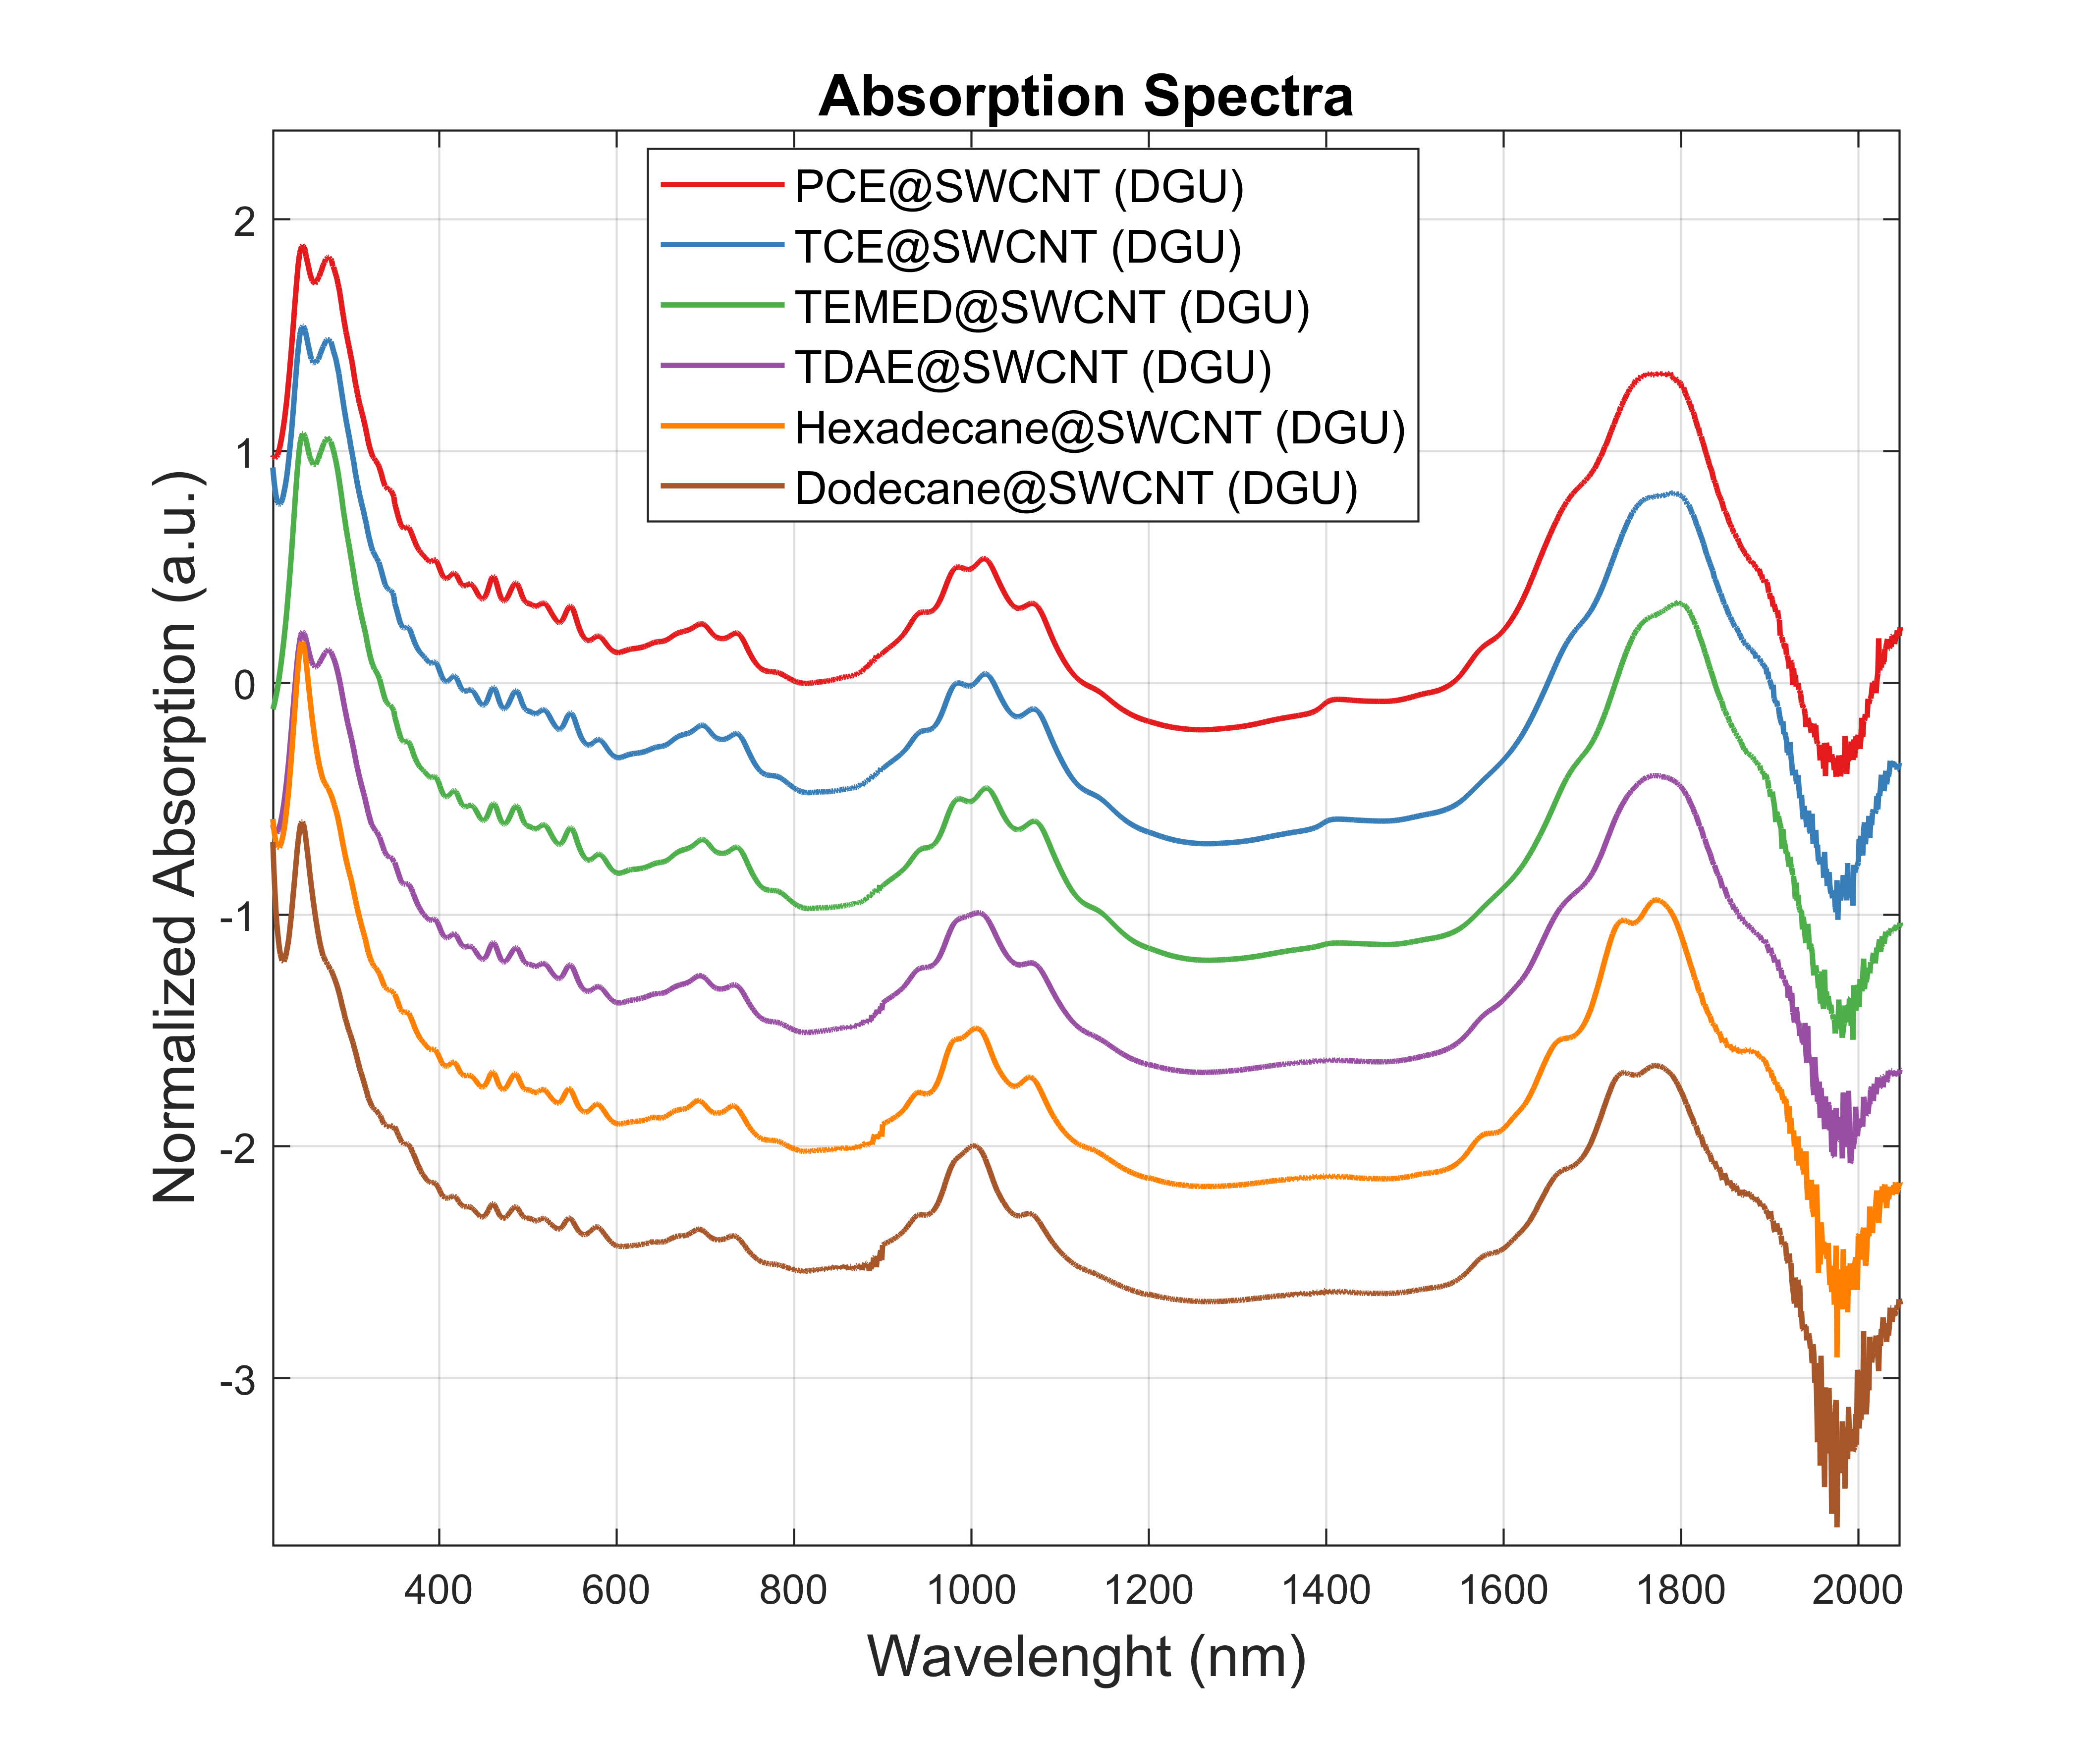 Absorption Spectra
PCE@SWCNT (DGU)
TCE@SWCNT (DGU)
TEMED@SWCNT (DGU)
TDAE@SWCNT (DGU)
Hexadecane@SWCNT (DGU)
Dodecane@SWCNT (DGU)
Normalized Absorption (a.u.)
2
1
0
-1
-2
-3
400 600 800 1000 1200 1400 1600 1800 2000
Wavelenght (nm)